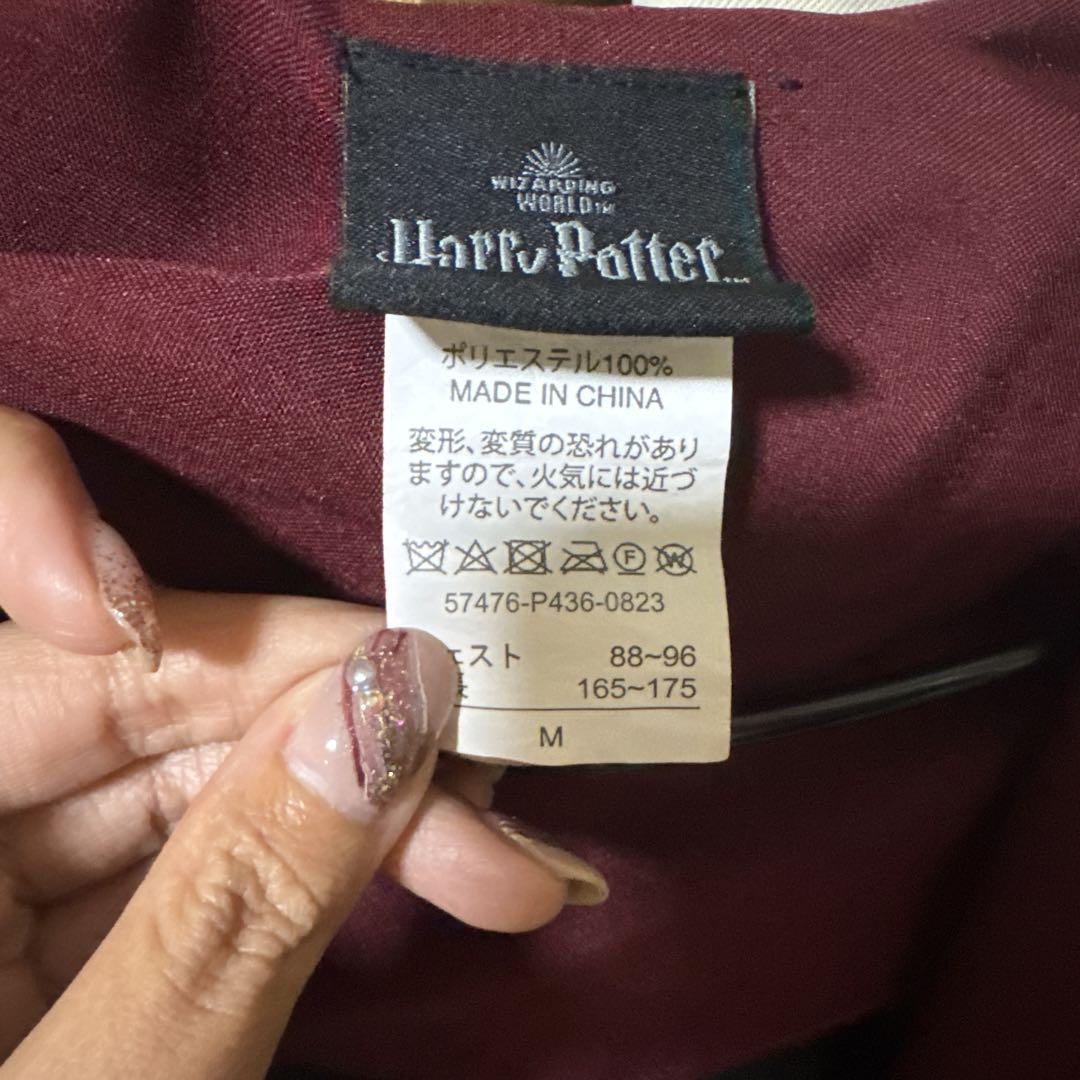 WIZARDING
WORLD™
Harry Potter™
ポリエステル100%
MADE IN CHINA
変形、変質の恐れがあり
ますので、火気には近づ
けないでください。
F W
57476-P436-0823
ェスト 88~96
165~175
M